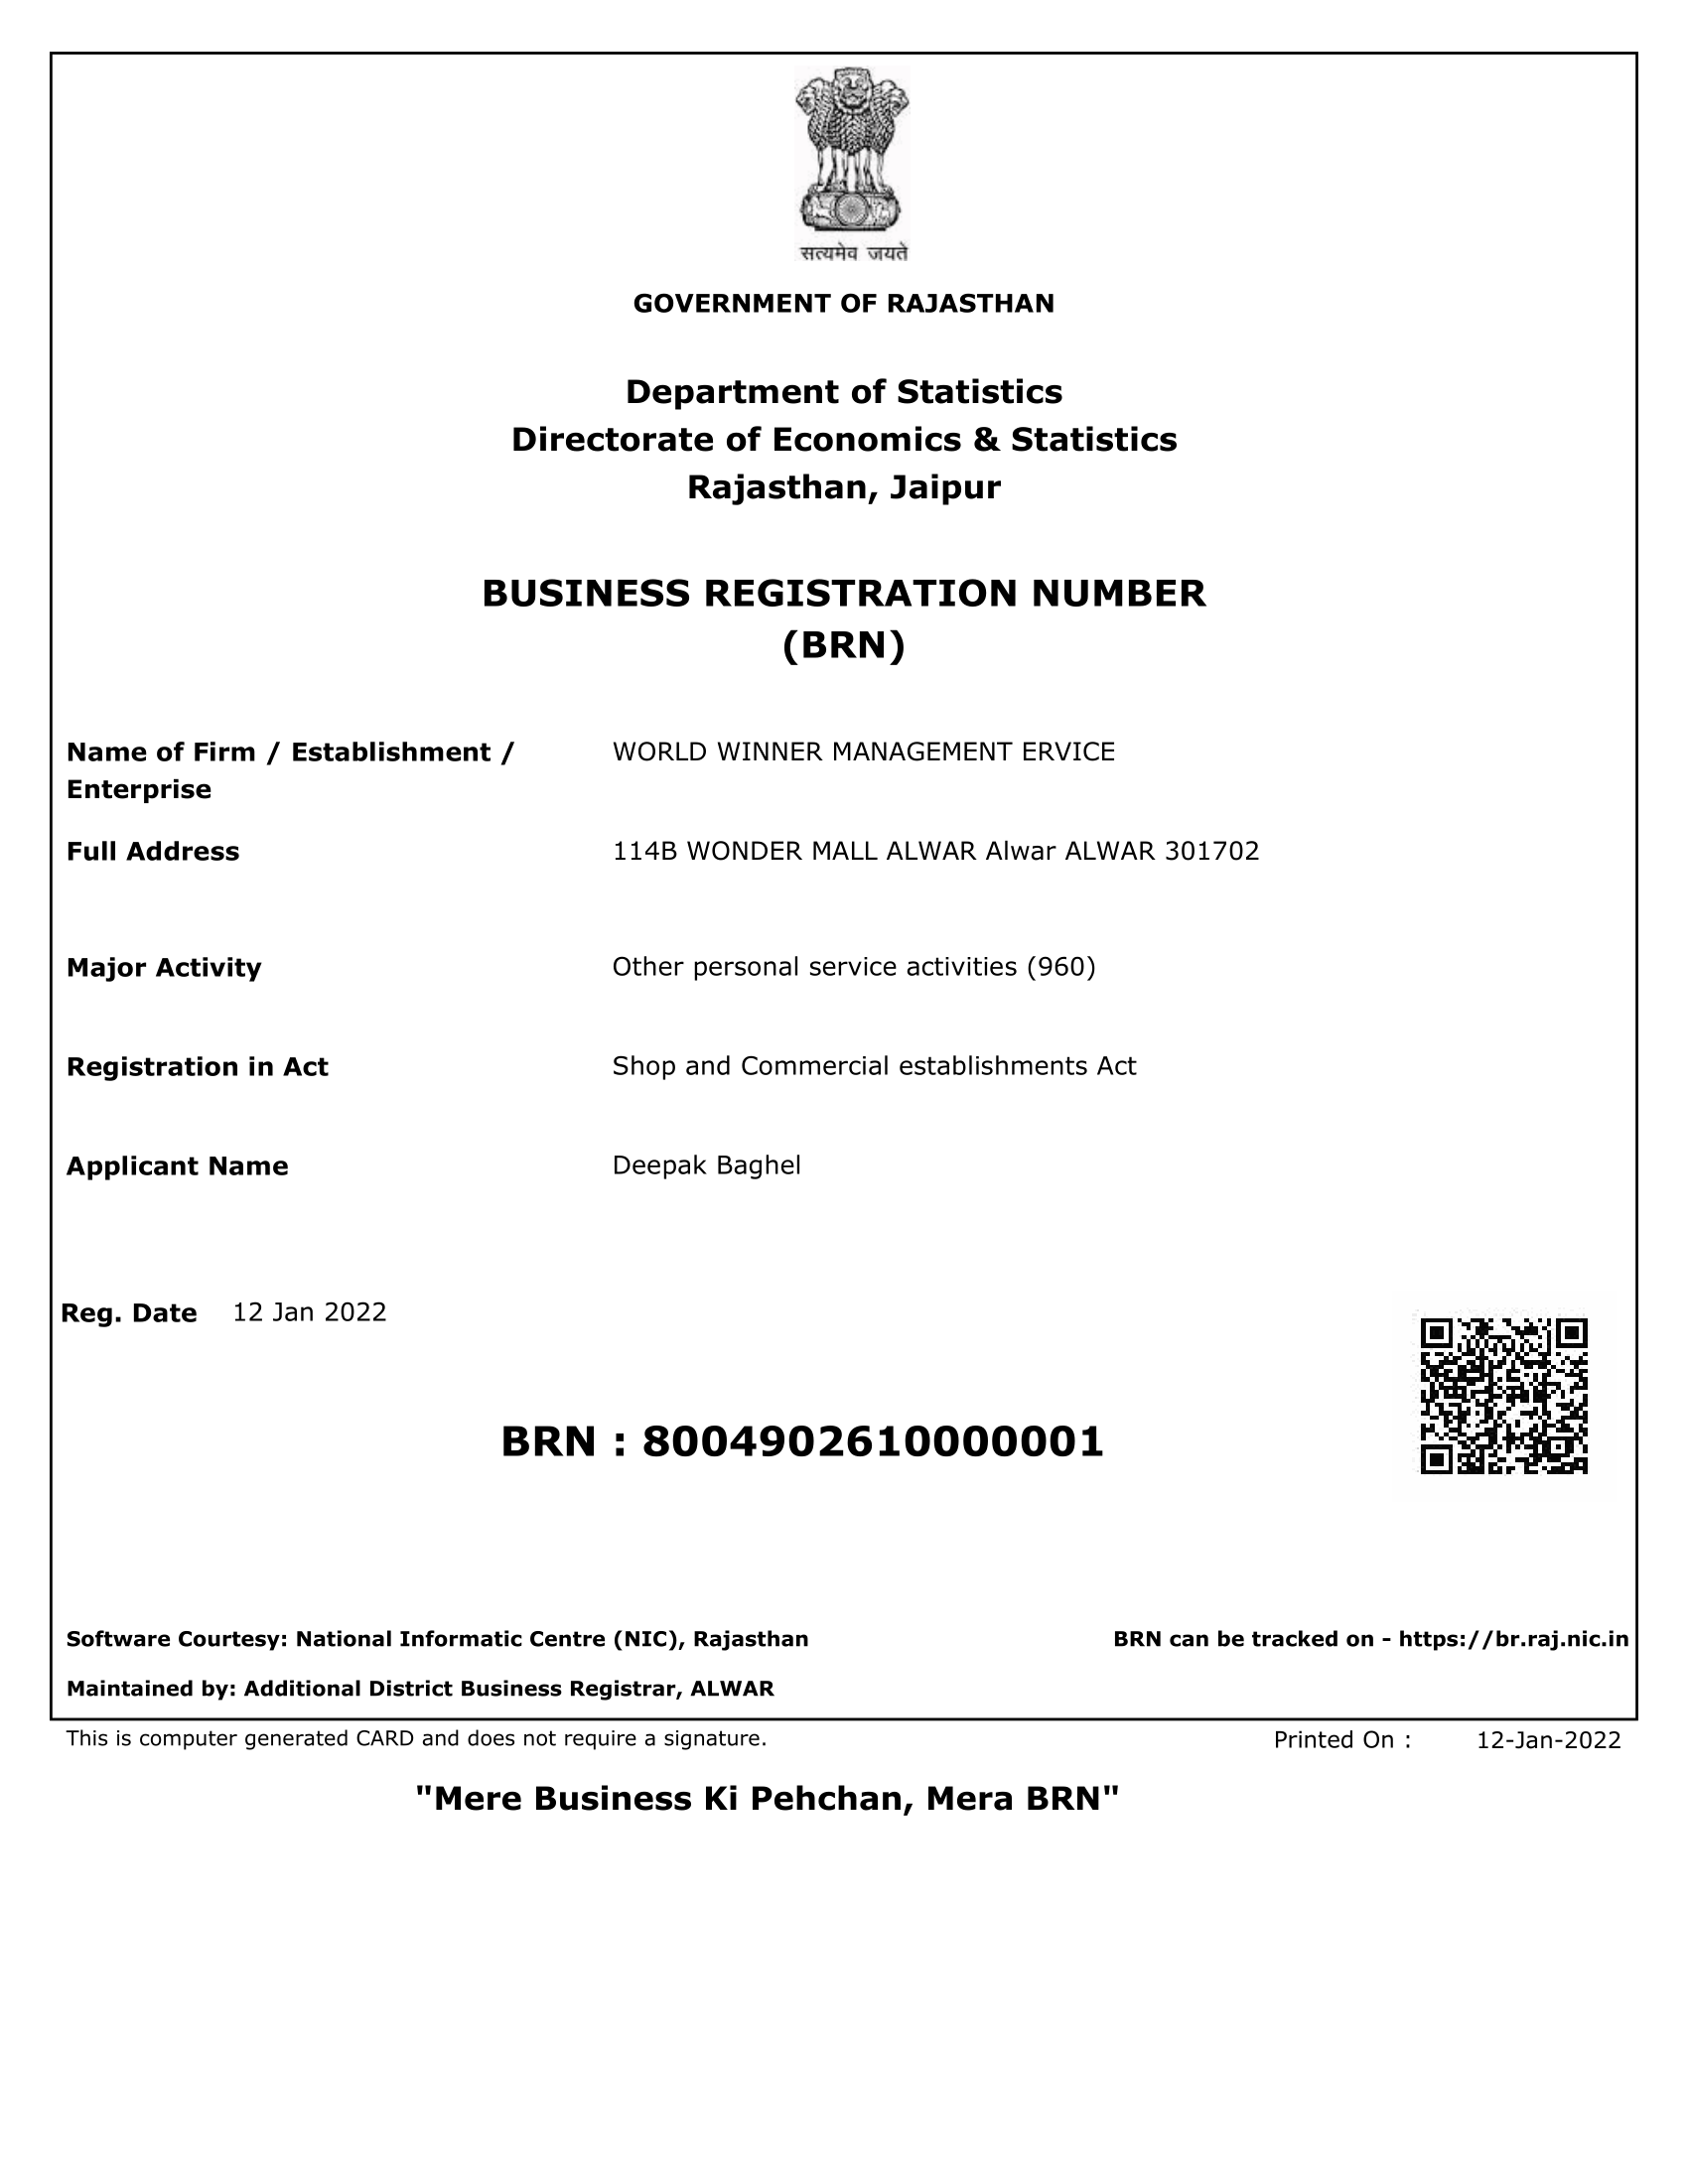 सत्यमेव जयते
GOVERNMENT OF RAJASTHAN
Department of Statistics
Directorate of Economics & Statistics
Rajasthan, Jaipur
BUSINESS REGISTRATION NUMBER
(BRN)
Name of Firm / Establishment / WORLD WINNER MANAGEMENT ERVICE
Enterprise
Full Address 114B WONDER MALL ALWAR Alwar ALWAR 301702
Major Activity Other personal service activities (960)
Registration in Act Shop and Commercial establishments Act
Applicant Name Deepak Baghel
Reg. Date 12 Jan 2022
BRN : 8004902610000001
Software Courtesy: National Informatic Centre (NIC), Rajasthan BRN can be tracked on - https://br.raj.nic.in
Maintained by: Additional District Business Registrar, ALWAR
This is computer generated CARD and does not require a signature. Printed On : 12-Jan-2022
"Mere Business Ki Pehchan, Mera BRN"